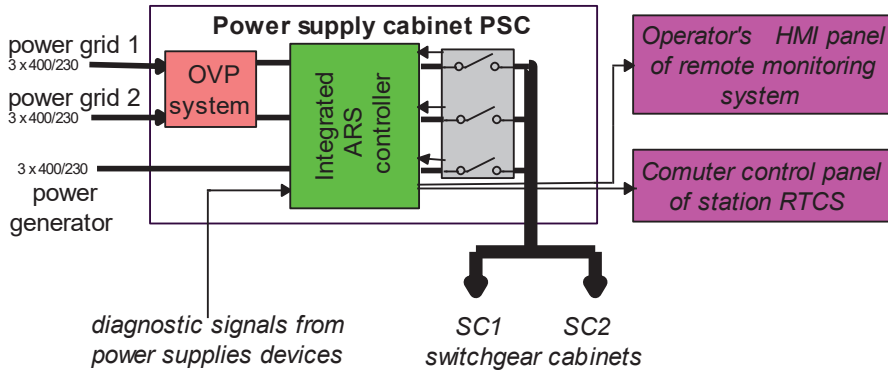 Power supply cabinet PSC
power grid 1
3 x 400/230
power grid 2
3 x 400/230
3 x 400/230
power
generator
OVP
system
Integrated
ARS
controller
Operator's HMI panel
of remote monitoring
system
Comuter control panel
of station RTCS
diagnostic signals from
power supplies devices
SC1 SC2
switchgear cabinets